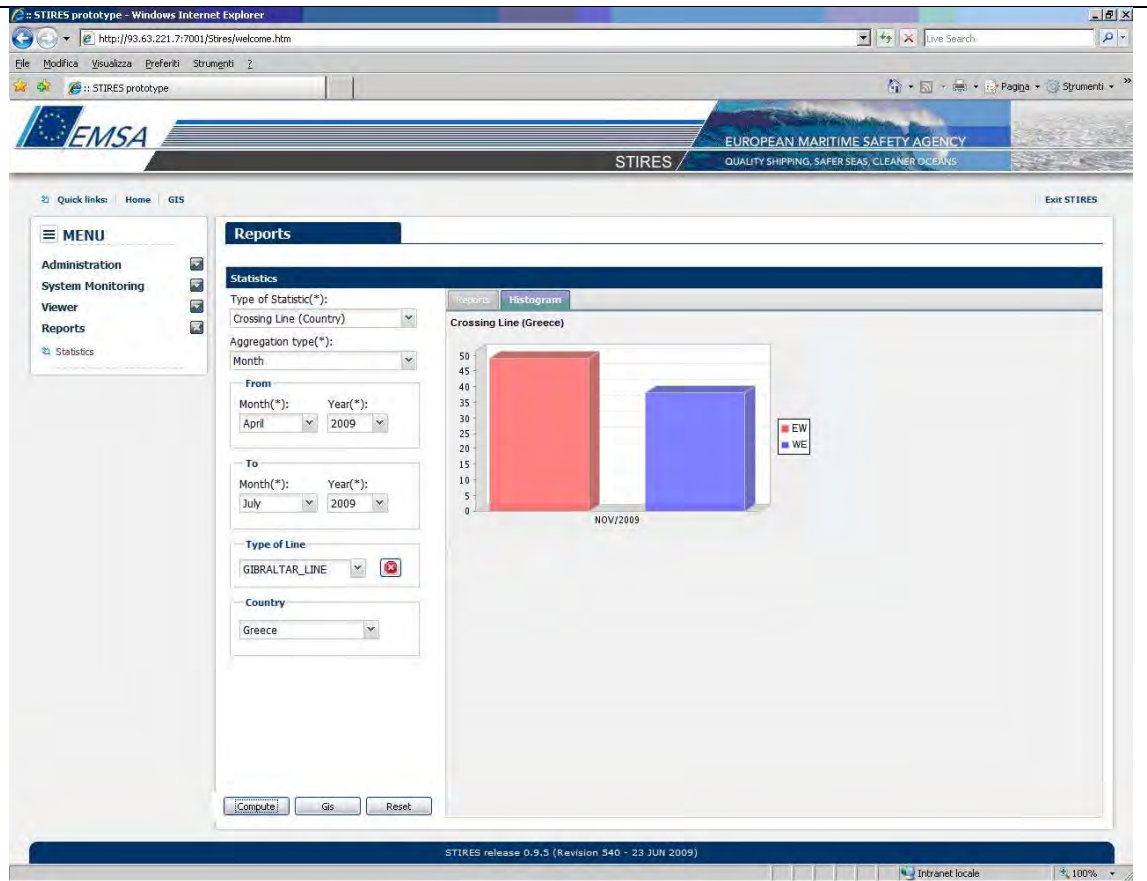 :: STIRES prototype - Windows Internet Explorer
http://93.63.221.7:7001/Stires/welcome.htm
Live Search
File Modifica Visualizza Preferiti Strumenti ?
:: STIRES prototype
Pagina Strumenti
EMSA
STIRES
EUROPEAN MARITIME SAFETY AGENCY
QUALITY SHIPPING, SAFER SEAS, CLEANER OCEANS
Quick links: Home GIS
Exit STIRES
MENU
Administration
System Monitoring
Viewer
Reports
Statistics
Reports
Statistics
Type of Statistic(*):
Crossing Line (Country)
Aggregation type(*):
Month
From
Month(*): Year(*):
April 2009
To
Month(*): Year(*):
July 2009
Type of Line
GIBRALTAR_LINE
Country
Greece
Compute Gis Reset
Reports Histogram
Crossing Line (Greece)
50
45
40
35
30
25
20
15
10
5
0
NOV/2009
EW
WE
STIRES release 0.9.5 (Revision 540 - 23 JUN 2009)
Intranet locale 100%